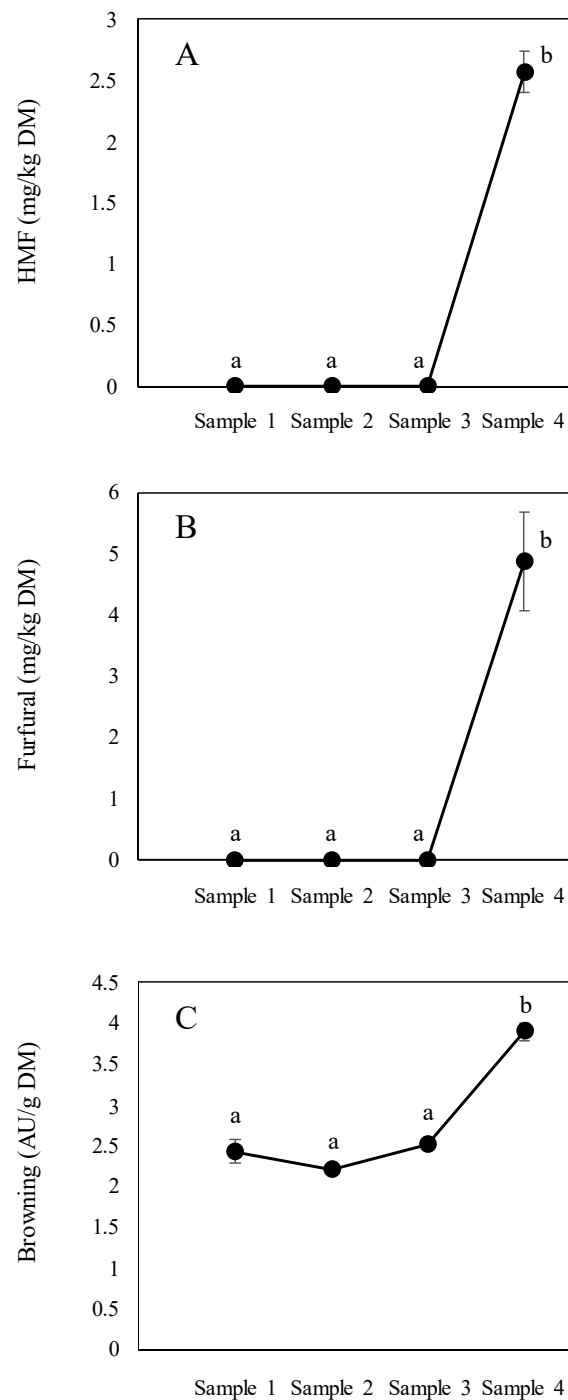 3
A
b
2.5
2
1.5
1
0.5
a
a
a
0
HMF (mg/kg DM)
Sample 1 Sample 2 Sample 3 Sample 4
6
B
b
5
4
3
2
1
a
a
a
0
Furfural (mg/kg DM)
Sample 1 Sample 2 Sample 3 Sample 4
4.5
C
b
4
3.5
3
a
a
a
2.5
2
1.5
1
0.5
0
Browning (AU/g DM)
Sample 1 Sample 2 Sample 3 Sample 4